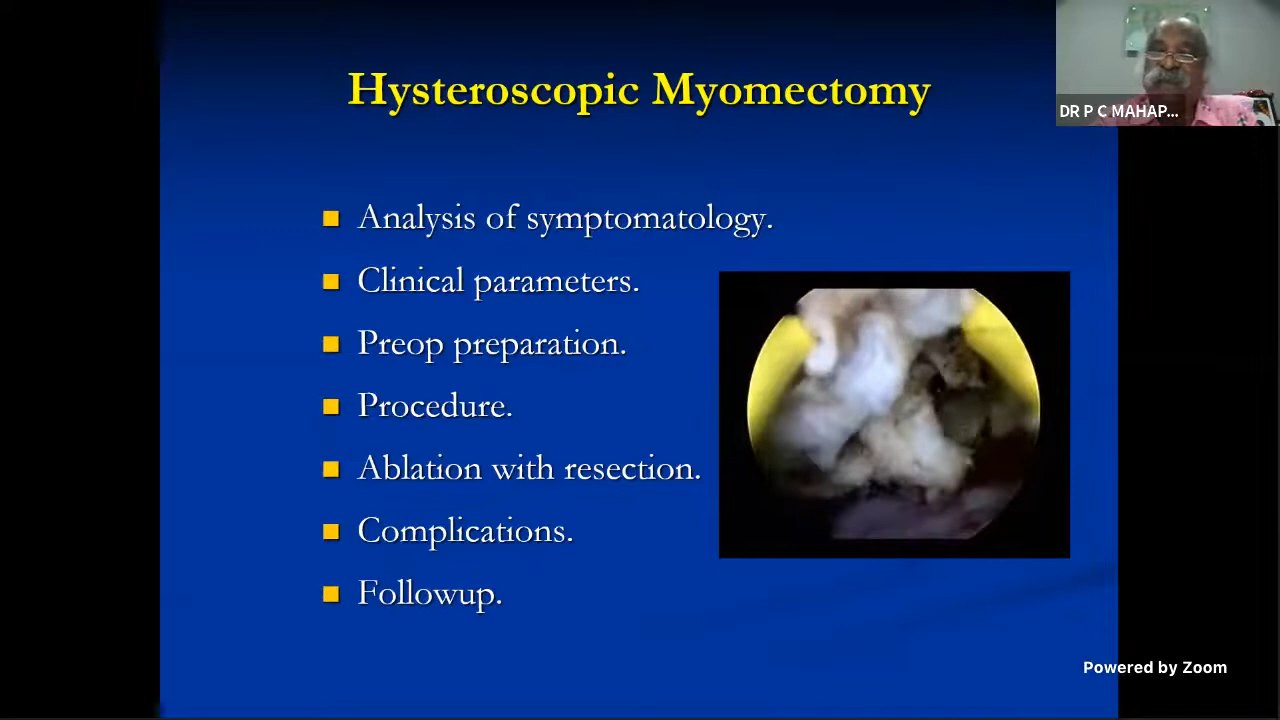 Hysteroscopic Myomectomy
DR P C MAHAP...
Analysis of symptomatology.
Clinical parameters.
Preop preparation.
Procedure.
Ablation with resection.
Complications.
Followup.
Powered by Zoom